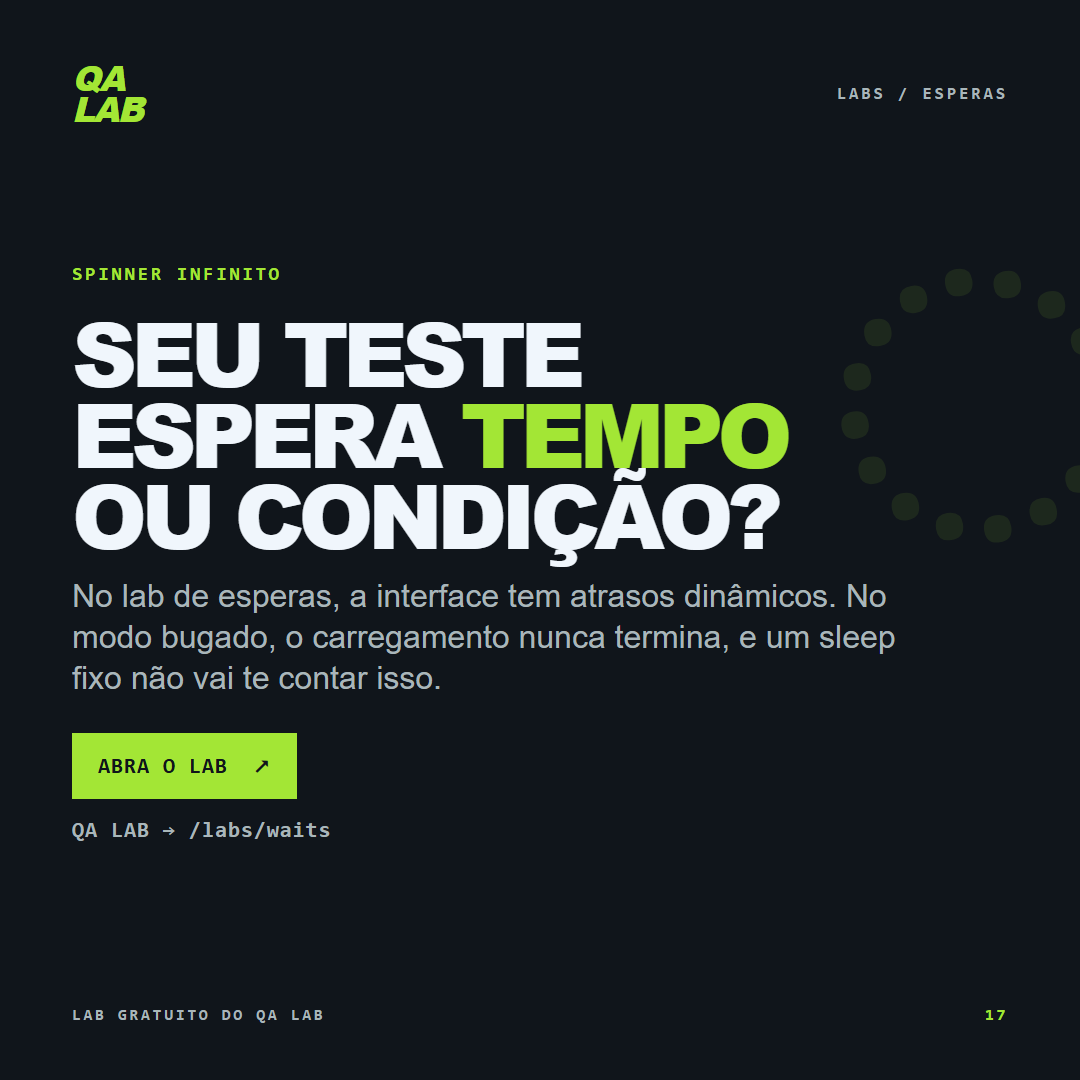 QA
LAB
LABS / ESPERAS
SPINNER INFINITO
SEU TESTE
ESPERA TEMPO
OU CONDIÇÃO?
No lab de esperas, a interface tem atrasos dinâmicos. No
modo bugado, o carregamento nunca termina, e um sleep
fixo não vai te contar isso.
ABRA O LAB ↗
QA LAB → /labs/waits
LAB GRATUITO DO QA LAB
17